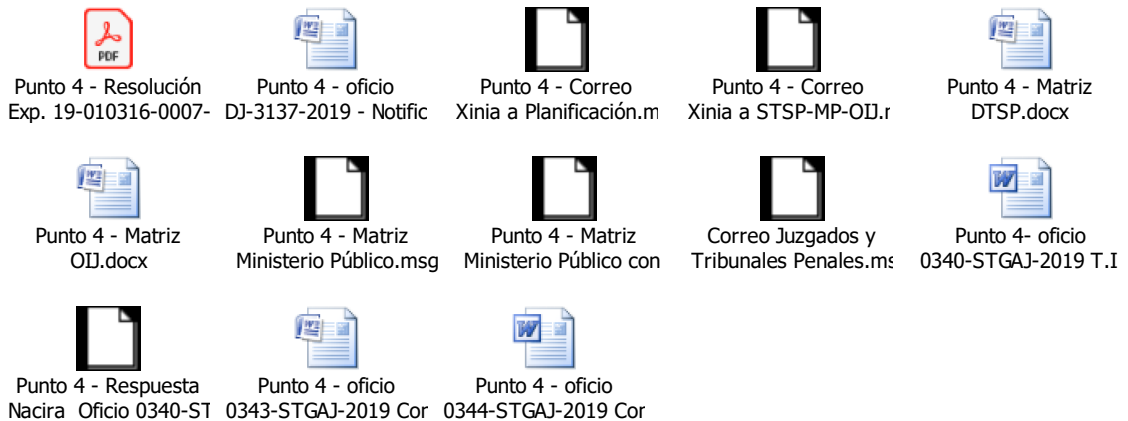 PDF
Punto 4 - Resolución
Exp. 19-010316-0007-
Punto 4 - oficio
DJ-3137-2019 - Notific
Punto 4 - Correo
Xinia a Planificación.m
Punto 4 - Correo
Xinia a STSP-MP-OIJ.r
Punto 4 - Matriz
DTSP.docx
Punto 4 - Matriz
OIJ.docx
Punto 4 - Matriz
Ministerio Público.msg
Punto 4 - Matriz
Ministerio Público con
Correo Juzgados y
Tribunales Penales.ms
Punto 4- oficio
0340-STGAJ-2019 T.I
Punto 4 - Respuesta
Nacira Oficio 0340-ST
Punto 4 - oficio
0343-STGAJ-2019 Cor
Punto 4 - oficio
0344-STGAJ-2019 Cor